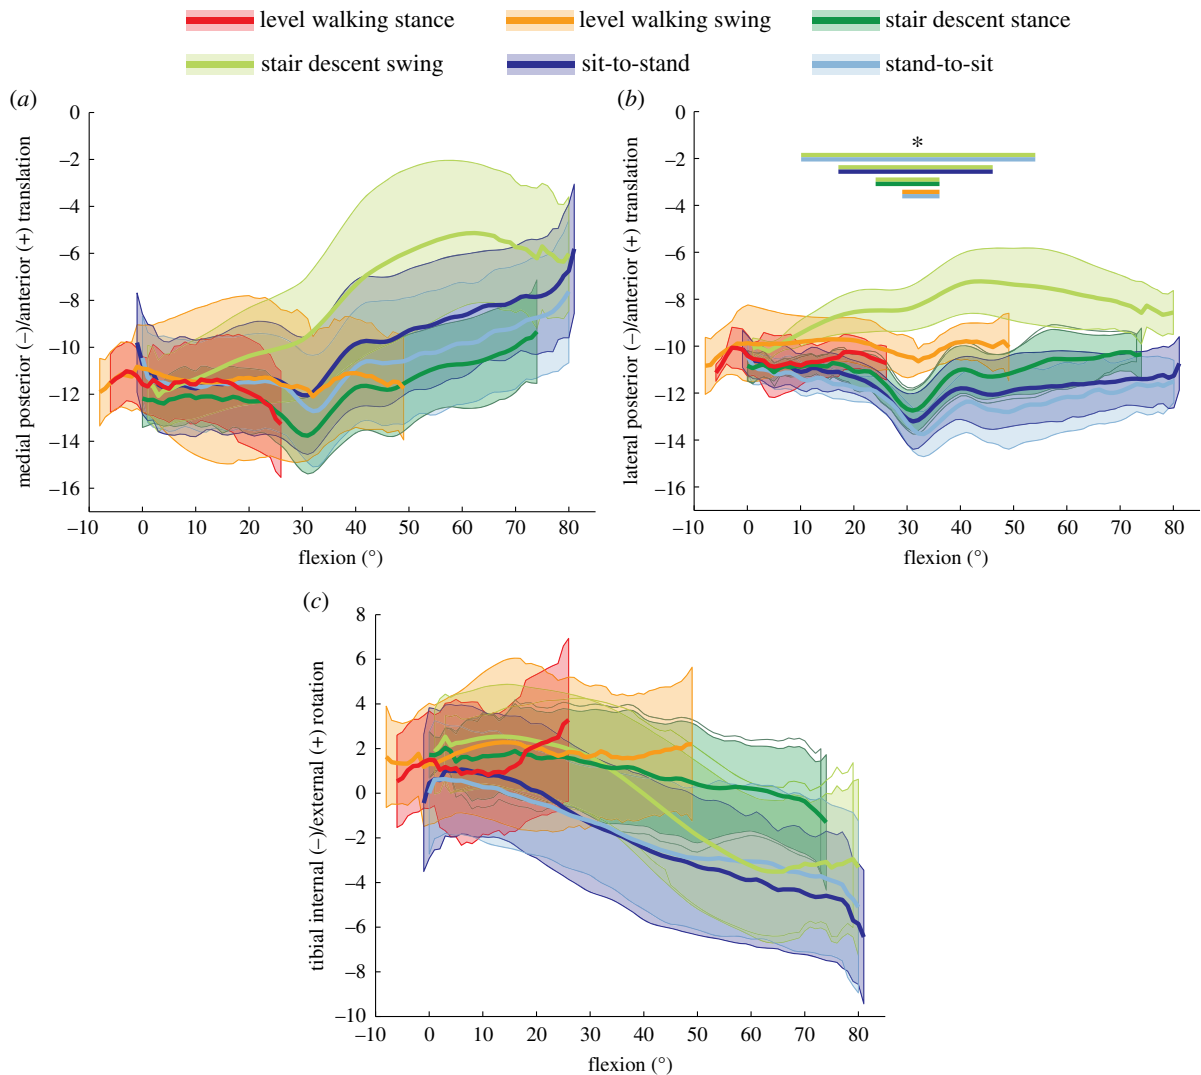 level walking stance
level walking swing
stair descent stance
stair descent swing
sit-to-stand
stand-to-sit
(a)
medial posterior (–)/anterior (+) translation
0
–2
–4
–6
–8
–10
–12
–14
–16
–10 0 10 20 30 40 50 60 70 80
flexion (°)
(b)
lateral posterior (–)/anterior (+) translation
0
–2
–4
–6
–8
–10
–12
–14
–16
*
–10 0 10 20 30 40 50 60 70 80
flexion (°)
(c)
tibial internal (–)/external (+) rotation
8
6
4
2
0
–2
–4
–6
–8
–10
–10 0 10 20 30 40 50 60 70 80
flexion (°)